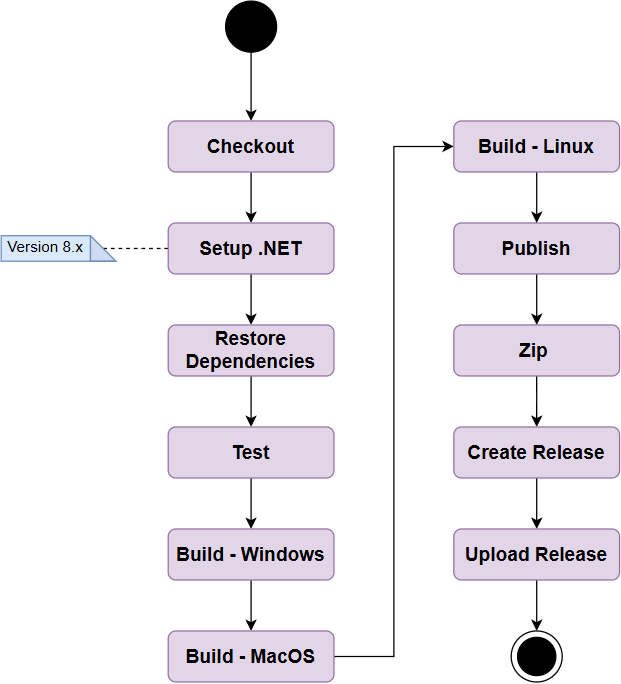 Checkout
Version 8.x
Setup .NET
Restore
Dependencies
Test
Build - Windows
Build - MacOS
Build - Linux
Publish
Zip
Create Release
Upload Release